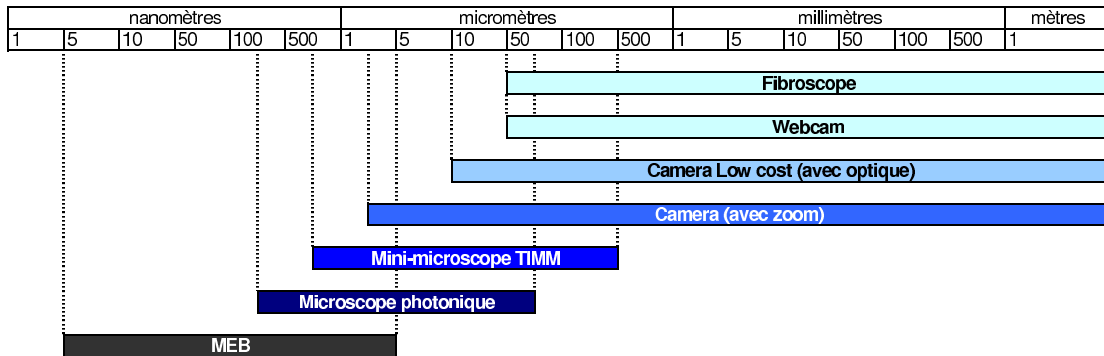 nanomètres micromètres millimètres mètres
1 5 10 50 100 500 1 5 10 50 100 500 1 5 10 50 100 500 1
Fibroscope
Webcam
Camera Low cost (avec optique)
Camera (avec zoom)
Mini-microscope TIMM
Microscope photonique
MEB